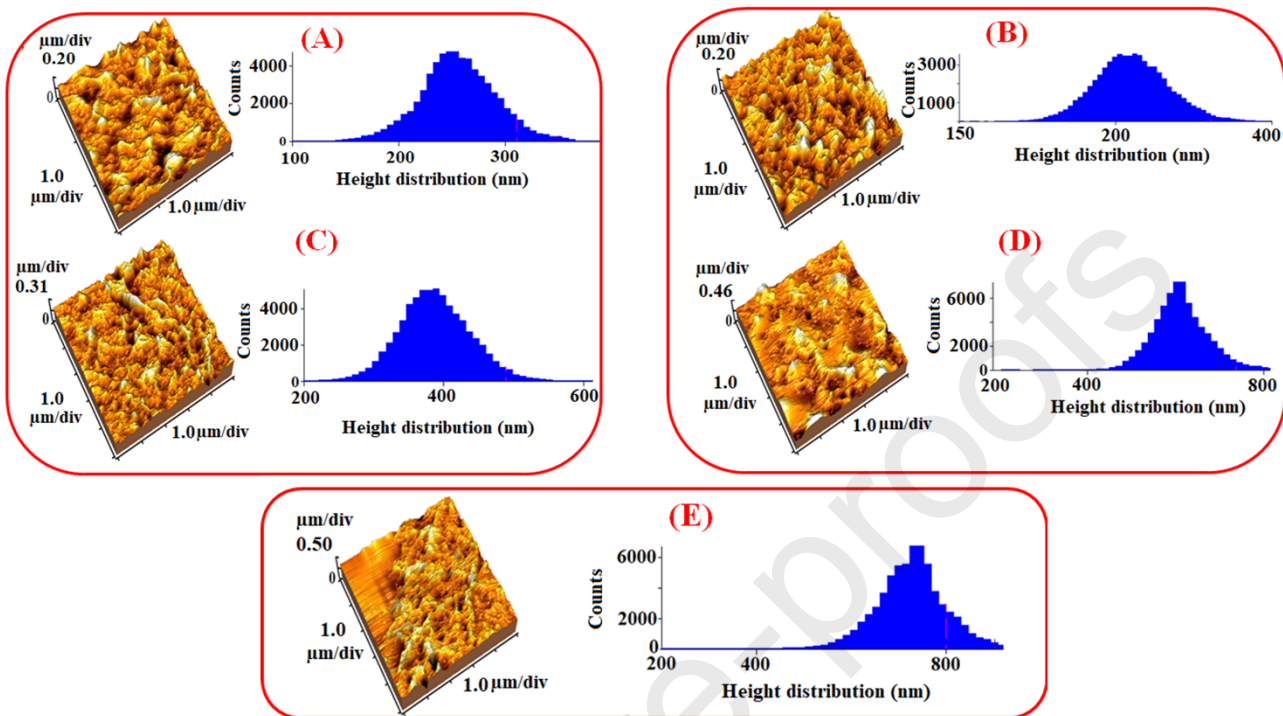 (A)
µm/div
0.20
0
1.0
µm/div
1.0 µm/div
Counts
4000
2000
0
100
200
300
Height distribution (nm)
(B)
µm/div
0.20
0
1.0
µm/div
1.0 µm/div
Counts
3000
1000
150
200
400
Height distribution (nm)
(C)
µm/div
0.31
0
1.0
µm/div
1.0 µm/div
Counts
4000
2000
0
200
400
600
Height distribution (nm)
(D)
µm/div
0.46
0
1.0
µm/div
1.0 µm/div
Counts
6000
2000
0
200
400
800
Height distribution (nm)
(E)
µm/div
0.50
0
1.0
µm/div
1.0 µm/div
Counts
6000
2000
0
200
400
800
Height distribution (nm)
e-proofs